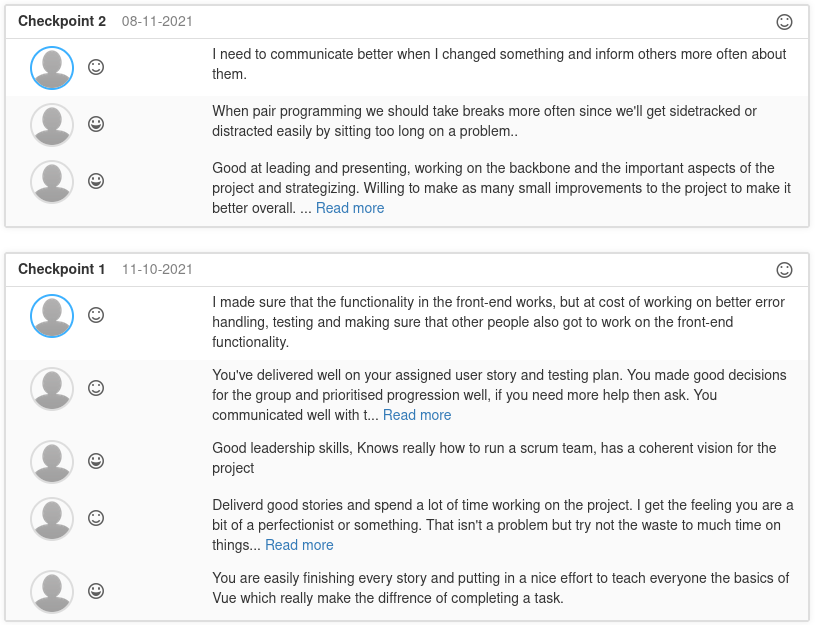 Checkpoint 2 08-11-2021
I need to communicate better when I changed something and inform others more often about
them.
When pair programming we should take breaks more often since we'll get sidetracked or
distracted easily by sitting too long on a problem..
Good at leading and presenting, working on the backbone and the important aspects of the
project and strategizing. Willing to make as many small improvements to the project to make it
better overall. ... Read more
Checkpoint 1 11-10-2021
I made sure that the functionality in the front-end works, but at cost of working on better error
handling, testing and making sure that other people also got to work on the front-end
functionality.
You've delivered well on your assigned user story and testing plan. You made good decisions
for the group and prioritised progression well, if you need more help then ask. You
communicated well with t... Read more
Good leadership skills, Knows really how to run a scrum team, has a coherent vision for the
project
Deliverd good stories and spend a lot of time working on the project. I get the feeling you are a
bit of a perfectionist or something. That isn't a problem but try not the waste to much time on
things... Read more
You are easily finishing every story and putting in a nice effort to teach everyone the basics of
Vue which really make the diffrence of completing a task.